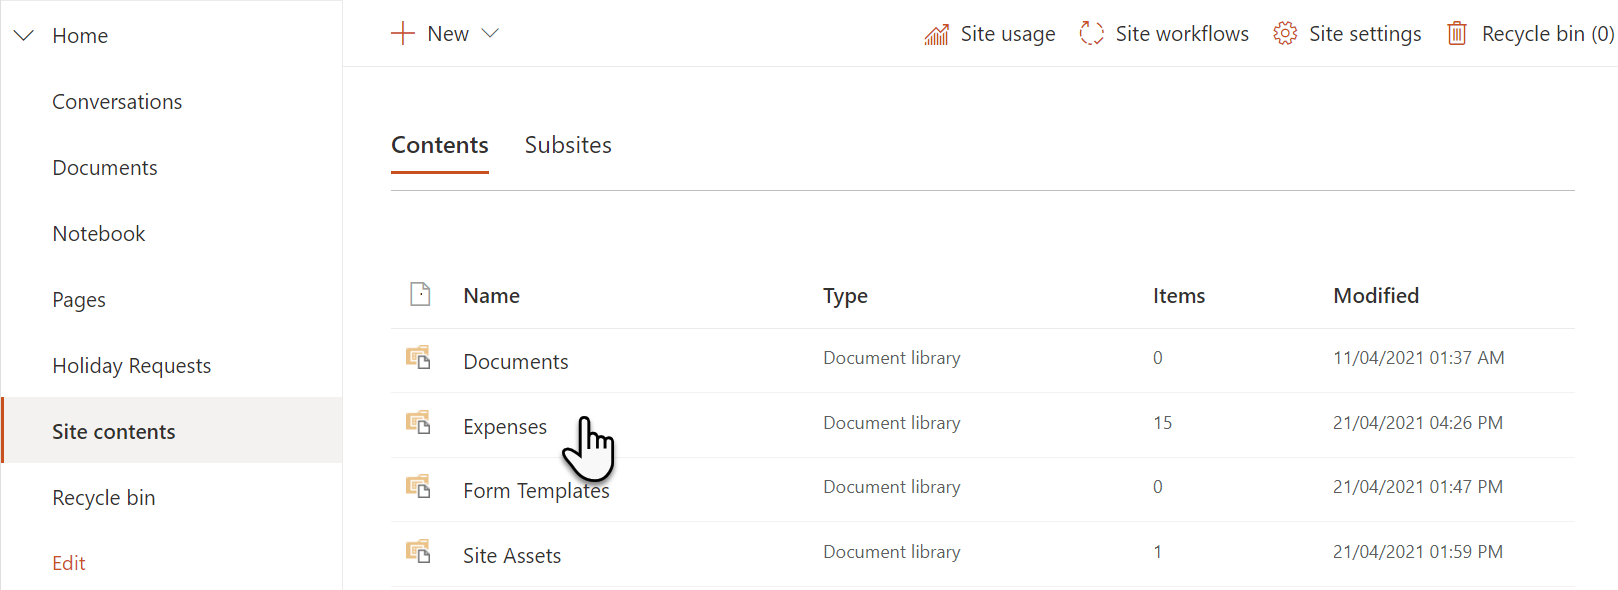 Home
Conversations
Documents
Notebook
Pages
Holiday Requests
Site contents
Recycle bin
Edit
New Site usage Site workflows Site settings Recycle bin (0)
Contents Subsites
Name Type Items Modified
Documents Document library 0 11/04/2021 01:37 AM
Expenses Document library 15 21/04/2021 04:26 PM
Form Templates Document library 0 21/04/2021 01:47 PM
Site Assets Document library 1 21/04/2021 01:59 PM